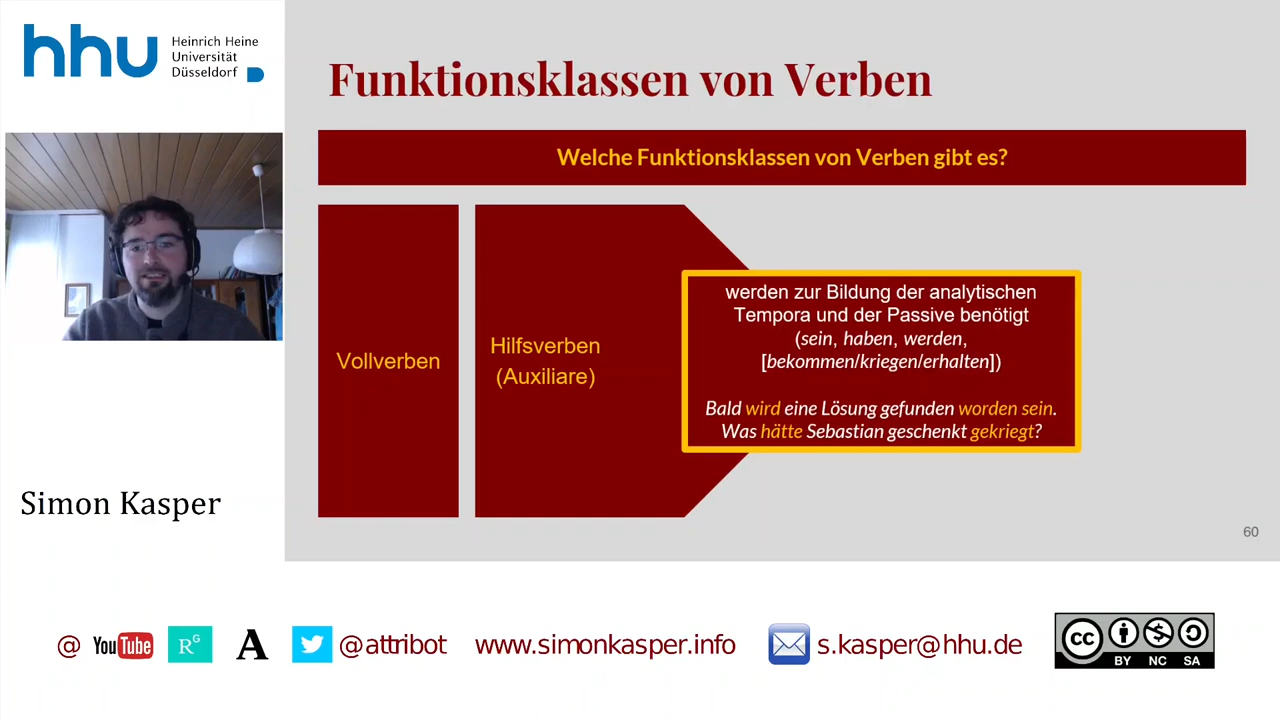 hhu Heinrich Heine
Universität
Düsseldorf
Funktionsklassen von Verben
Welche Funktionsklassen von Verben gibt es?
Vollverben
Hilfsverben
(Auxiliare)
werden zur Bildung der analytischen
Tempora und der Passive benötigt
(sein, haben, werden,
[bekommen/kriegen/erhalten])
Bald wird eine Lösung gefunden worden sein.
Was hätte Sebastian geschenkt gekriegt?
60
Simon Kasper
@ YouTube RG A @attribot www.simonkasper.info s.kasper@hhu.de
cc BY NC SA